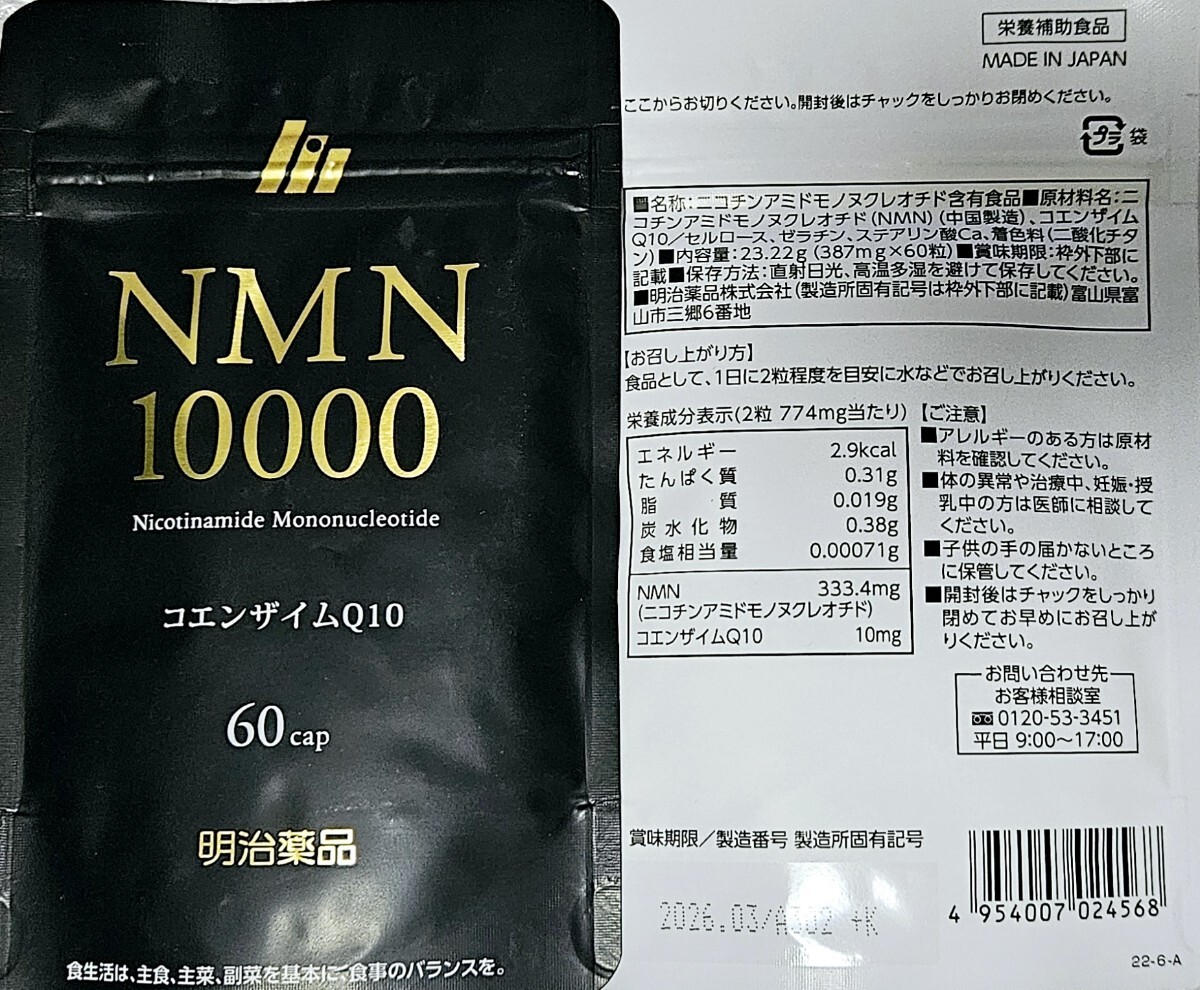 NMN
10000
Nicotinamide Mononucleotide
コエンザイムQ10
60cap
明治薬品
食生活は、主食、主菜、副菜を基本に、食事のバランスを。
栄養補助食品
MADE IN JAPAN
ここからお切りください。開封後はチャックをしっかりお閉めください。
プラ 袋
■名称:ニコチンアミドモノヌクレオチド含有食品■原材料名:ニ
コチンアミドモノヌクレオチド(NMN)(中国製造)、コエンザイム
Q10/セルロース、ゼラチン、ステアリン酸Ca、着色料(二酸化チタ
ン)■内容量:23.22g(387mg×60粒)■賞味期限:枠外下部に
記載■保存方法:直射日光、高温多湿を避けて保存してください。
■明治薬品株式会社(製造所固有記号は枠外下部に記載)富山県富
山市三郷6番地
【お召し上がり方】
食品として、1日に2粒程度を目安に水などでお召し上がりください。
栄養成分表示(2粒 774mg当たり)
エネルギー 2.9kcal
たんぱく質 0.31g
脂質 0.019g
炭水化物 0.38g
食塩相当量 0.00071g
NMN 333.4mg
(ニコチンアミドモノヌクレオチド)
コエンザイムQ10 10mg
【ご注意】
■アレルギーのある方は原材
料を確認してください。
■体の異常や治療中、妊娠・授
乳中の方は医師に相談して
ください。
■子供の手の届かないところ
に保管してください。
■開封後はチャックをしっかり
閉めてお早めにお召し上が
りください。
お問い合わせ先
お客様相談室
0120-53-3451
平日 9:00〜17:00
賞味期限/製造番号 製造所固有記号
2026.03/A302 +K
4 954007 024568
22-6-A